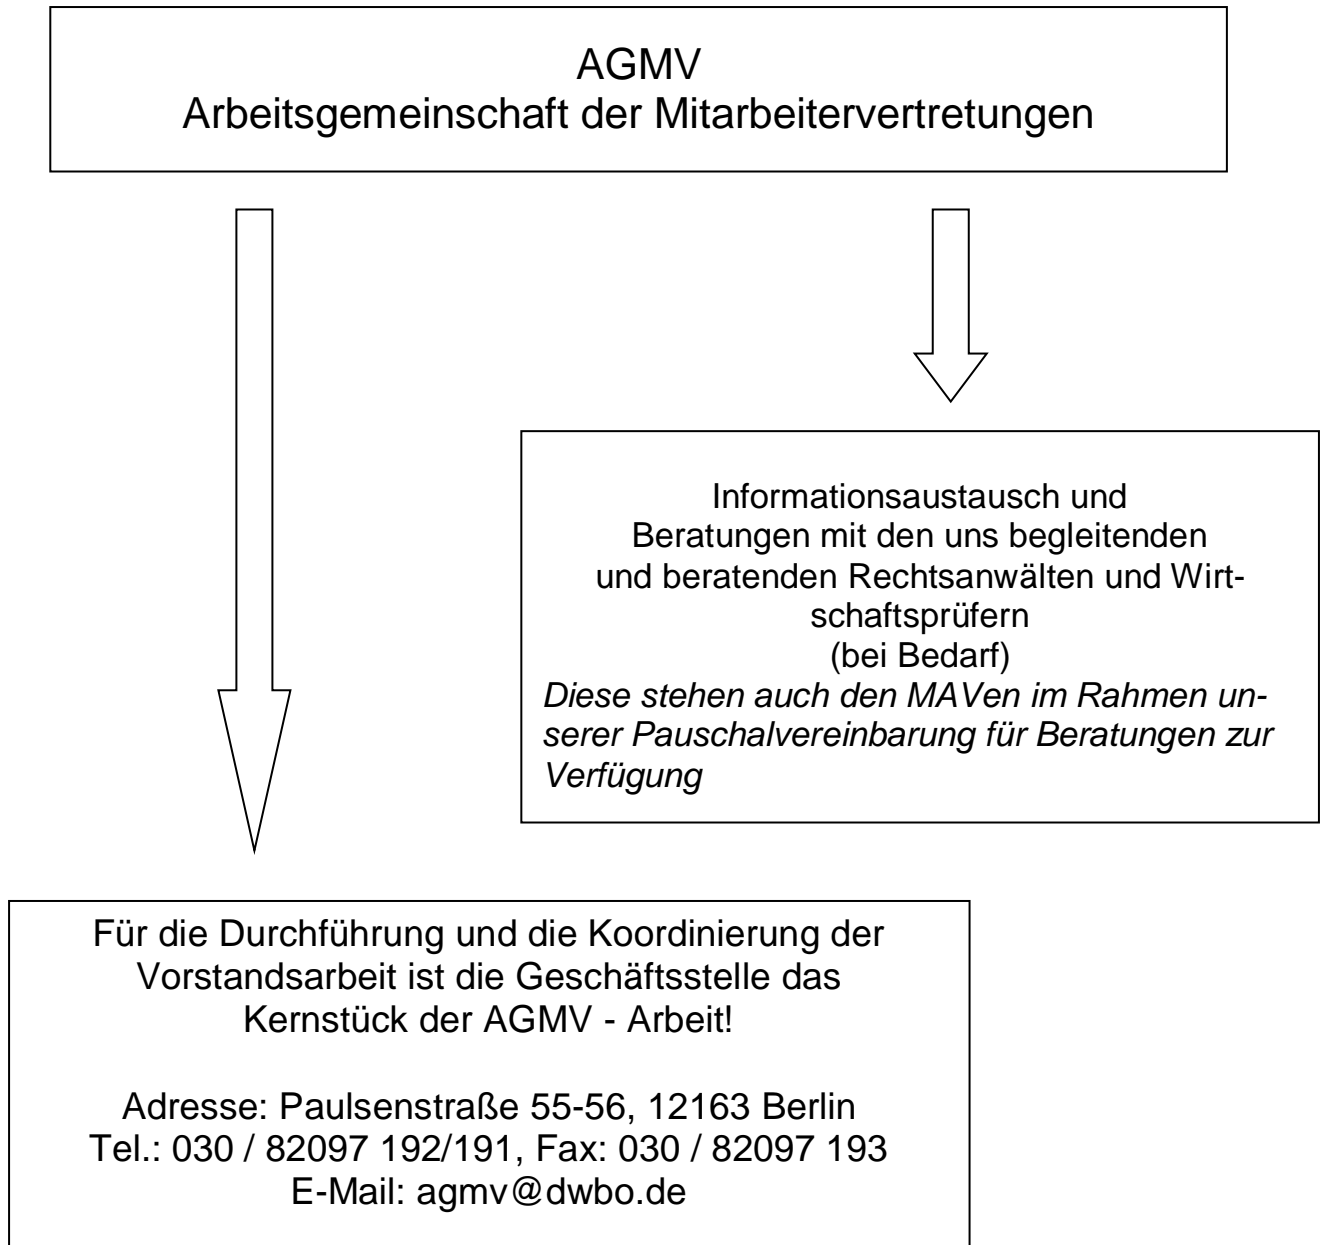 AGMV
Arbeitsgemeinschaft der Mitarbeitervertretungen
Informationsaustausch und
Beratungen mit den uns begleitenden
und beratenden Rechtsanwälten und Wirt-
schaftsprüfern
(bei Bedarf)
Diese stehen auch den MAVen im Rahmen un-
serer Pauschalvereinbarung für Beratungen zur
Verfügung
Für die Durchführung und die Koordinierung der
Vorstandsarbeit ist die Geschäftsstelle das
Kernstück der AGMV - Arbeit!
Adresse: Paulsenstraße 55-56, 12163 Berlin
Tel.: 030 / 82097 192/191, Fax: 030 / 82097 193
E-Mail: agmv@dwbo.de